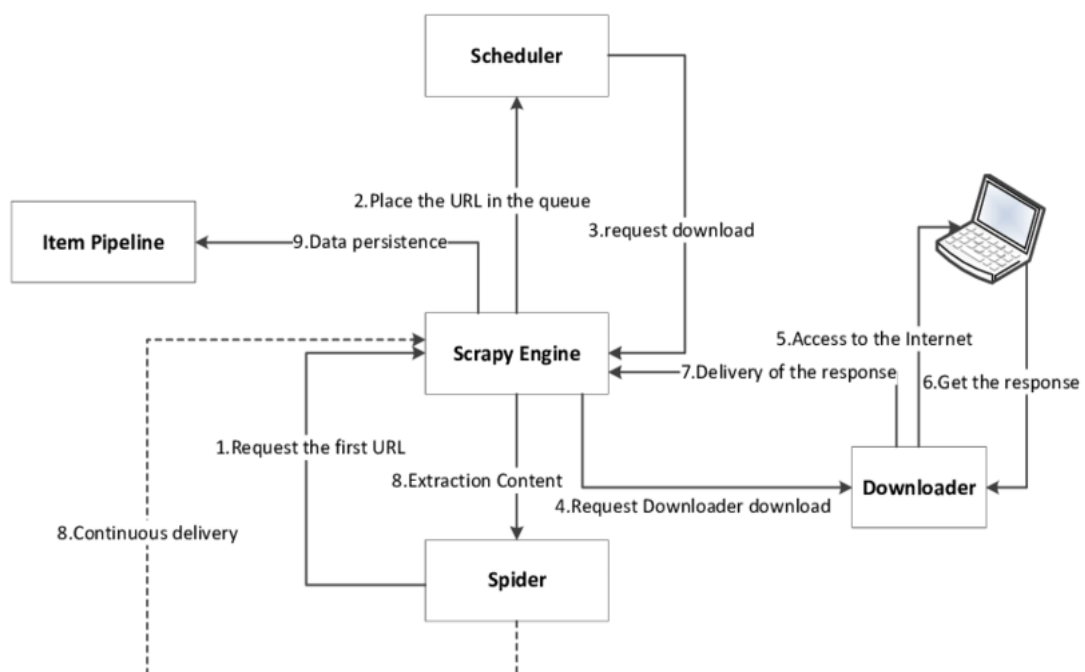 Scheduler
2.Place the URL in the queue
3.request download
Item Pipeline
9.Data persistence
Scrapy Engine
5.Access to the Internet
7.Delivery of the response
6.Get the response
1.Request the first URL
8.Extraction Content
4.Request Downloader download
Downloader
8.Continuous delivery
Spider